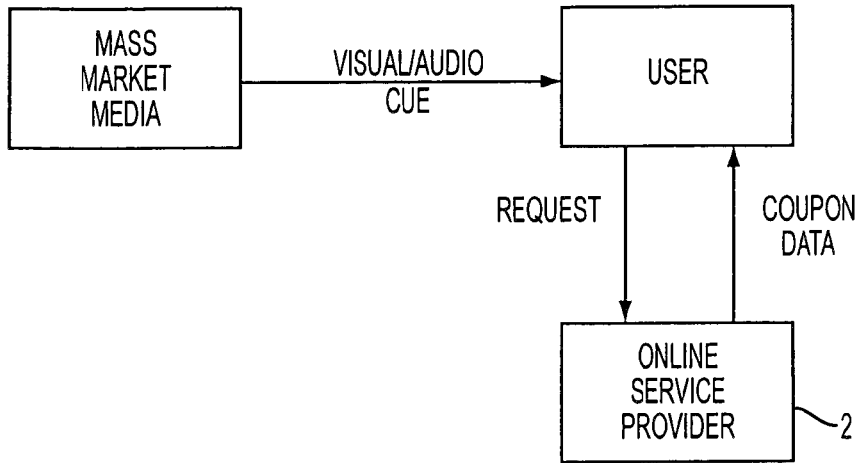 MASS
MARKET
MEDIA
VISUAL/AUDIO
CUE
USER
REQUEST
COUPON
DATA
ONLINE
SERVICE
PROVIDER
2